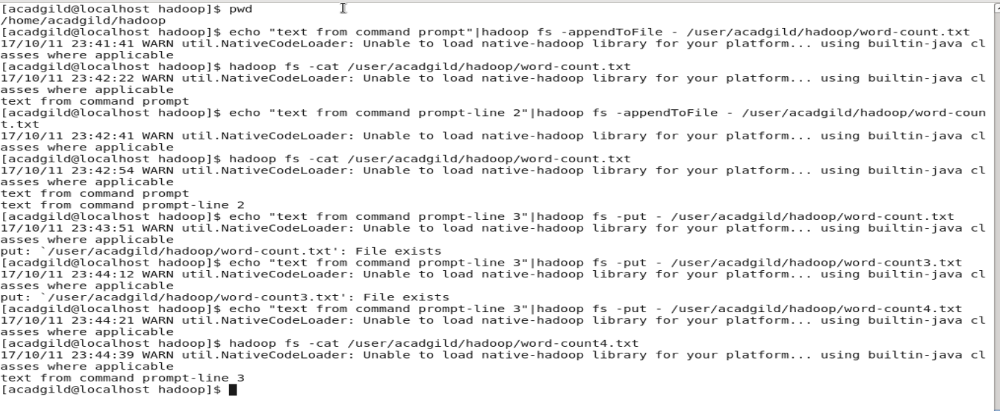 [acadgild@localhost hadoop]$ pwd
/home/acadgild/hadoop
[acadgild@localhost hadoop]$ echo "text from command prompt"|hadoop fs -appendToFile - /user/acadgild/hadoop/word-count.txt
17/10/11 23:41:41 WARN util.NativeCodeLoader: Unable to load native-hadoop library for your platform... using builtin-java cl
asses where applicable
[acadgild@localhost hadoop]$ hadoop fs -cat /user/acadgild/hadoop/word-count.txt
17/10/11 23:42:22 WARN util.NativeCodeLoader: Unable to load native-hadoop library for your platform... using builtin-java cl
asses where applicable
text from command prompt
[acadgild@localhost hadoop]$ echo "text from command prompt-line 2"|hadoop fs -appendToFile - /user/acadgild/hadoop/word-coun
t.txt
17/10/11 23:42:41 WARN util.NativeCodeLoader: Unable to load native-hadoop library for your platform... using builtin-java cl
asses where applicable
[acadgild@localhost hadoop]$ hadoop fs -cat /user/acadgild/hadoop/word-count.txt
17/10/11 23:42:54 WARN util.NativeCodeLoader: Unable to load native-hadoop library for your platform... using builtin-java cl
asses where applicable
text from command prompt
text from command prompt-line 2
[acadgild@localhost hadoop]$ echo "text from command prompt-line 3"|hadoop fs -put - /user/acadgild/hadoop/word-count.txt
17/10/11 23:43:51 WARN util.NativeCodeLoader: Unable to load native-hadoop library for your platform... using builtin-java cl
asses where applicable
put: `/user/acadgild/hadoop/word-count.txt': File exists
[acadgild@localhost hadoop]$ echo "text from command prompt-line 3"|hadoop fs -put - /user/acadgild/hadoop/word-count3.txt
17/10/11 23:44:12 WARN util.NativeCodeLoader: Unable to load native-hadoop library for your platform... using builtin-java cl
asses where applicable
put: `/user/acadgild/hadoop/word-count3.txt': File exists
[acadgild@localhost hadoop]$ echo "text from command prompt-line 3"|hadoop fs -put - /user/acadgild/hadoop/word-count4.txt
17/10/11 23:44:21 WARN util.NativeCodeLoader: Unable to load native-hadoop library for your platform... using builtin-java cl
asses where applicable
[acadgild@localhost hadoop]$ hadoop fs -cat /user/acadgild/hadoop/word-count4.txt
17/10/11 23:44:39 WARN util.NativeCodeLoader: Unable to load native-hadoop library for your platform... using builtin-java cl
asses where applicable
text from command prompt-line 3
[acadgild@localhost hadoop]$